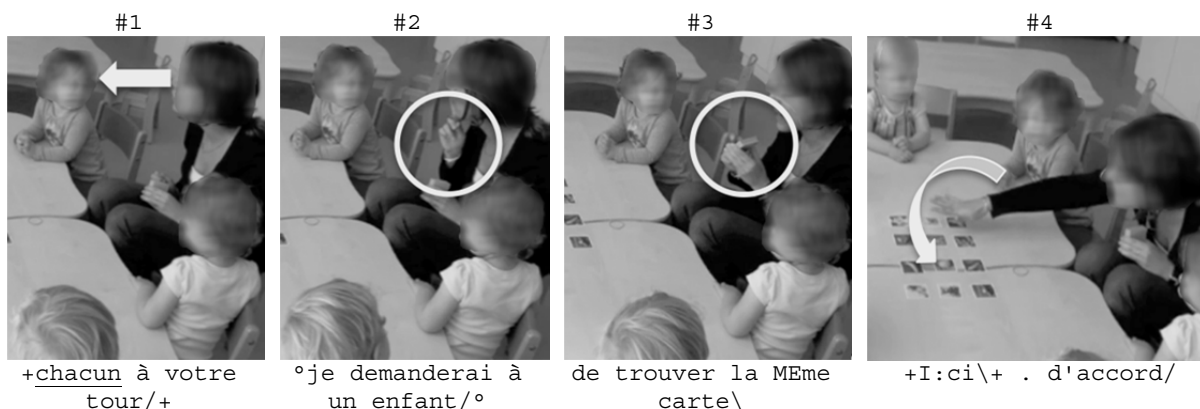 #1
#2
#3
#4
+chacun à votre
tour/+
°je demanderai à
un enfant/°
de trouver la MEme
carte\
+I:ci\+ . d'accord/